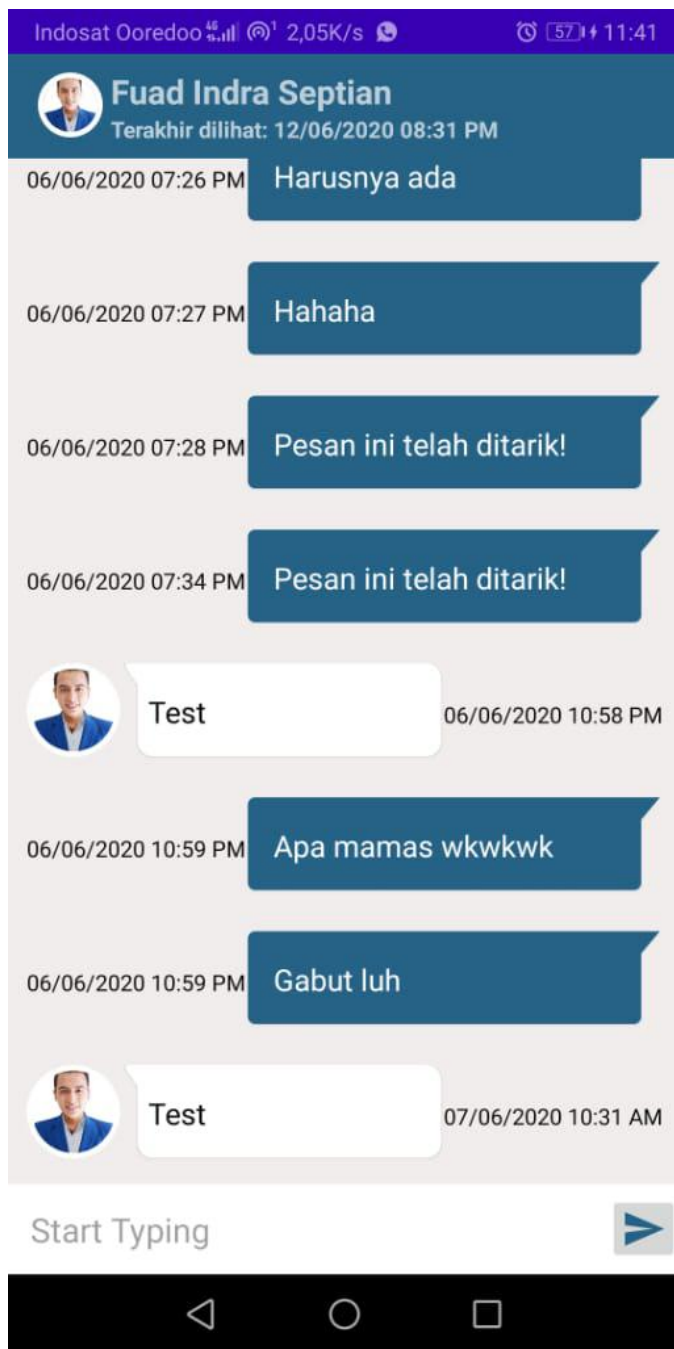 Indosat Ooredoo 46 1 2,05K/s 57 11:41
Fuad Indra Septian
Terakhir dilihat: 12/06/2020 08:31 PM
06/06/2020 07:26 PM Harusnya ada
06/06/2020 07:27 PM Hahaha
06/06/2020 07:28 PM Pesan ini telah ditarik!
06/06/2020 07:34 PM Pesan ini telah ditarik!
Test 06/06/2020 10:58 PM
06/06/2020 10:59 PM Apa mamas wkwkwk
06/06/2020 10:59 PM Gabut luh
Test 07/06/2020 10:31 AM
Start Typing